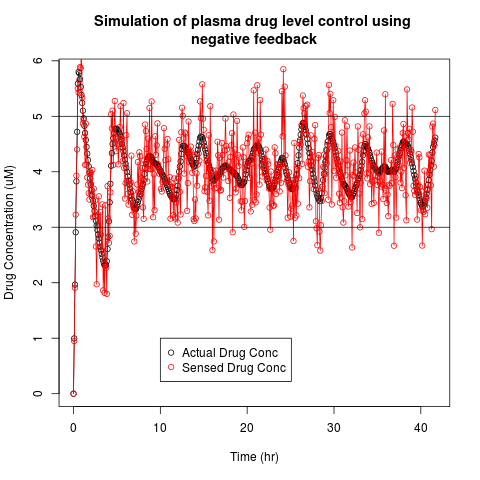 Simulation of plasma drug level control using
negative feedback
Drug Concentration (uM)
6
5
4
3
2
1
0
Actual Drug Conc
Sensed Drug Conc
0 10 20 30 40
Time (hr)